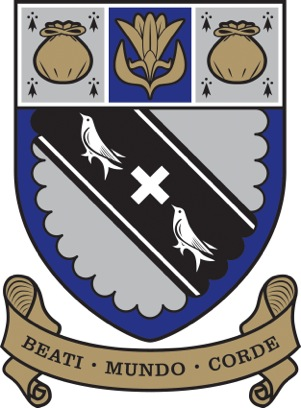 BEATI · MUNDO · CORDE